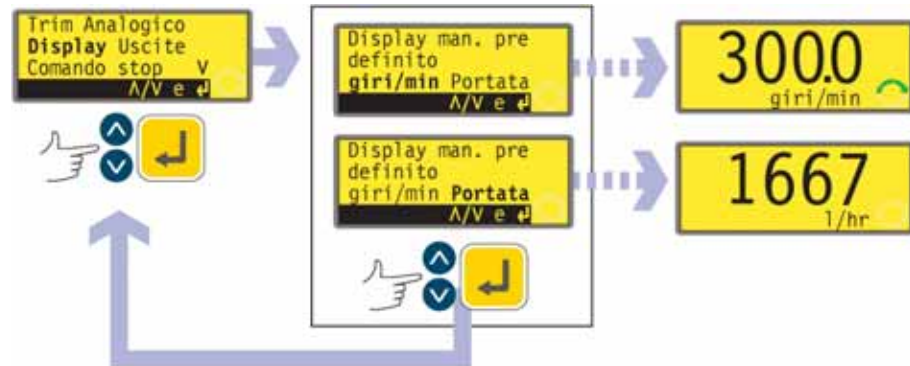 Trim Analogico
Display Uscite
Comando stop V
Λ/V e ↲
Display man. pre
definito
giri/min Portata
Λ/V e ↲
300.0
giri/min
Display man. pre
definito
giri/min Portata
Λ/V e ↲
1667
l/hr